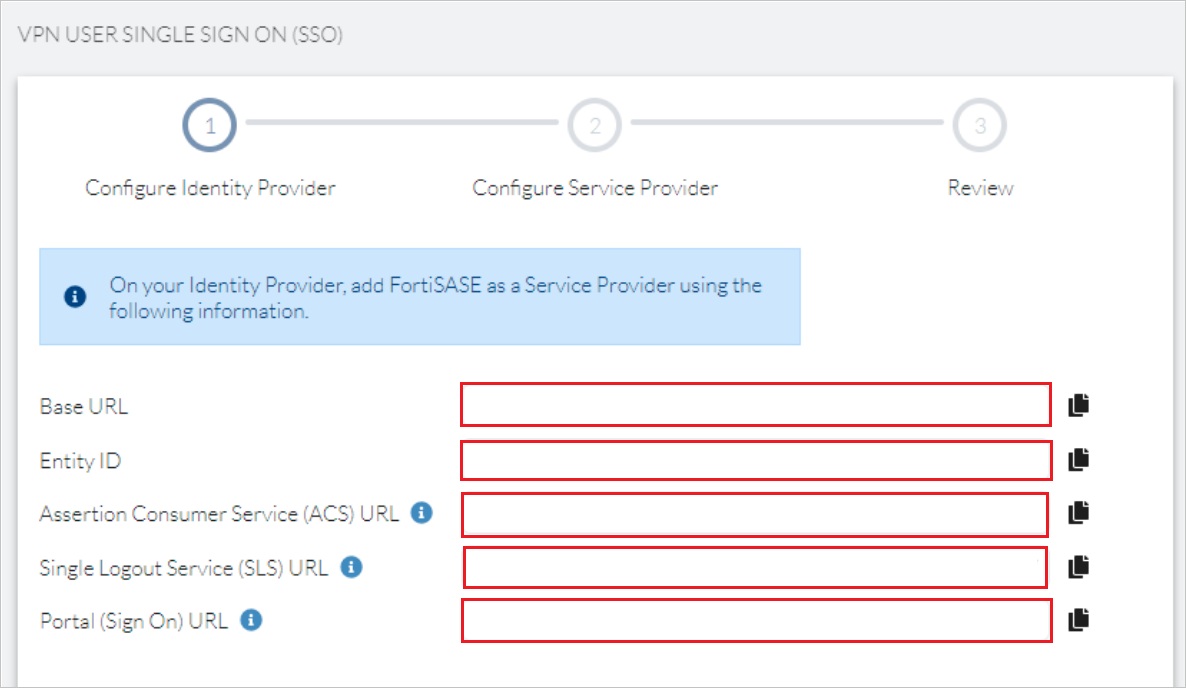 VPN USER SINGLE SIGN ON (SSO)
1
2
3
Configure Identity Provider
Configure Service Provider
Review
On your Identity Provider, add FortiSASE as a Service Provider using the
following information.
Base URL
Entity ID
Assertion Consumer Service (ACS) URL
Single Logout Service (SLS) URL
Portal (Sign On) URL